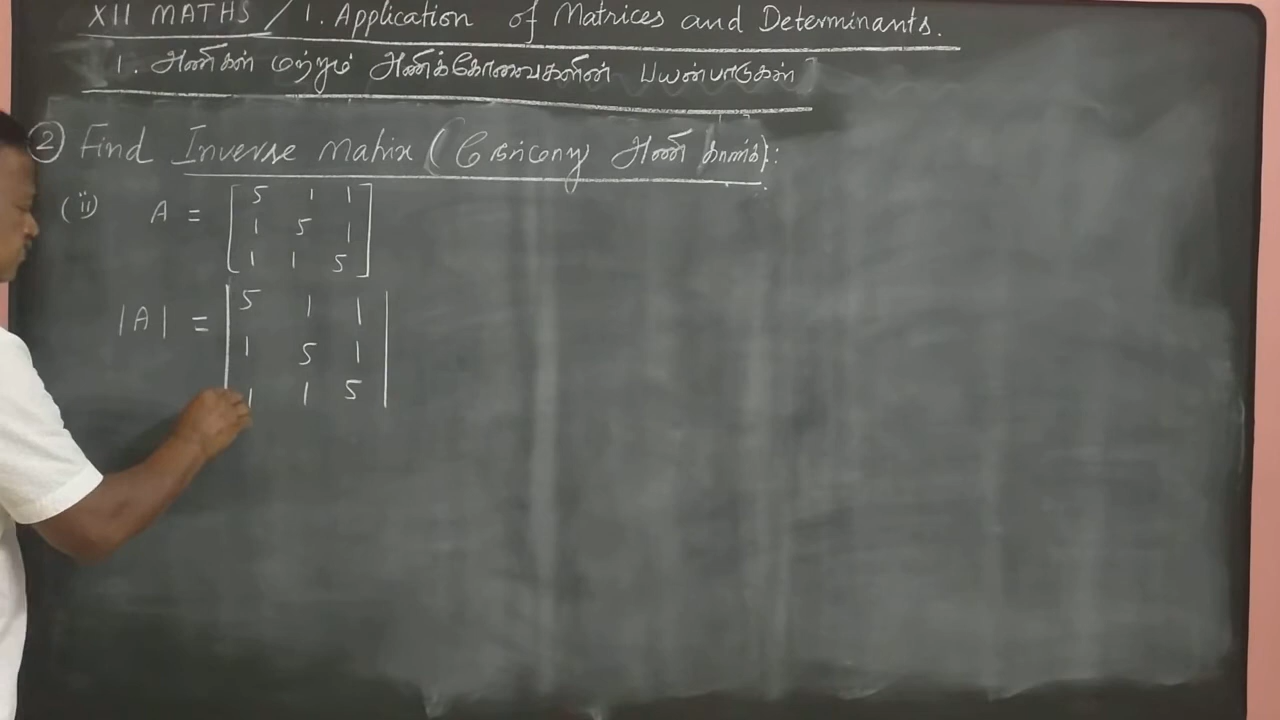 XII MATHS / 1. Application of Matrices and Determinants.
1. அணிகள் மற்றும் அணிக்கோவைகளின் பயன்பாடுகள்
② Find Inverse Matrix ( நேர்மாறு அணி காண்க):
(ii) A = [ 5 1 1
1 5 1
1 1 5 ]
|A| = | 5 1 1
1 5 1
1 1 5 |